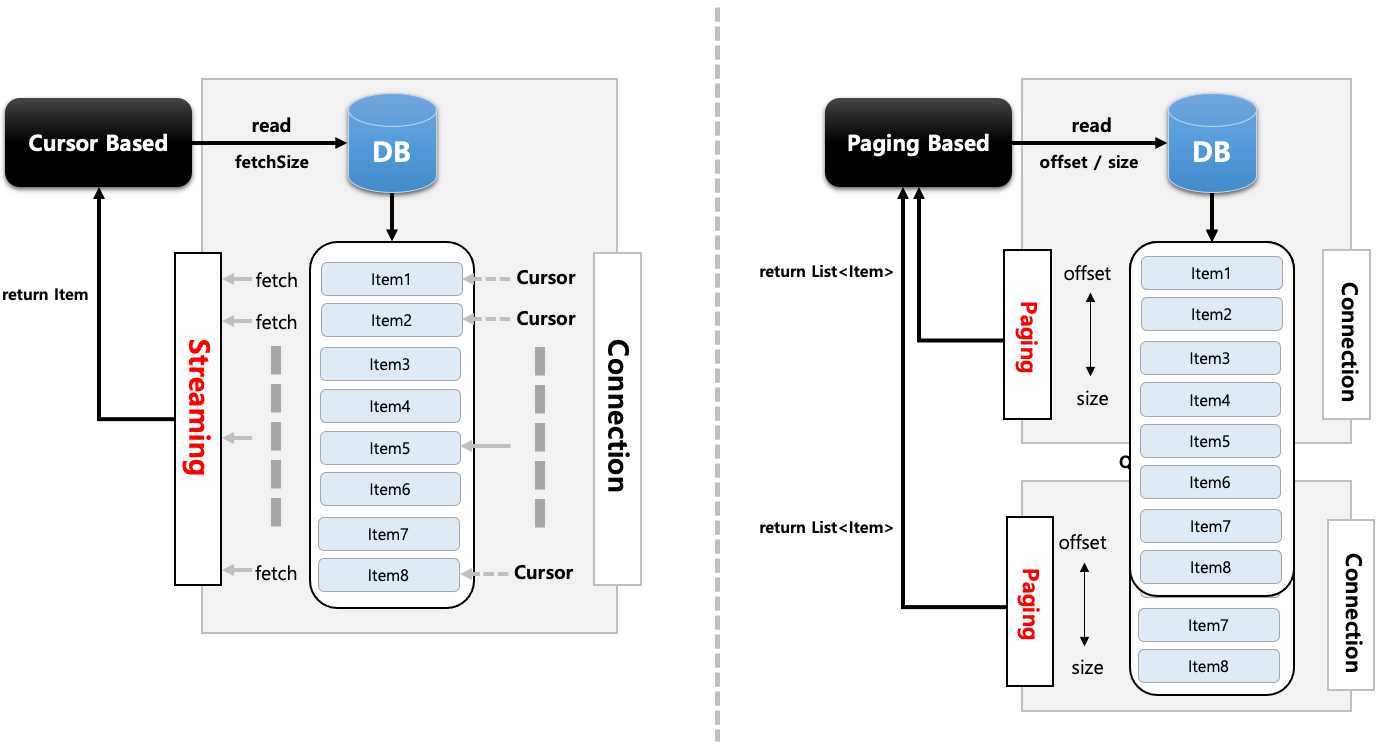 Cursor Based
read
fetchSize
DB
return Item
Streaming
fetch
fetch
fetch
Item1
Item2
Item3
Item4
Item5
Item6
Item7
Item8
Cursor
Cursor
Cursor
Connection
Paging Based
read
offset / size
DB
return List<Item>
Paging
offset
size
Item1
Item2
Item3
Item4
Item5
Item6
Item7
Item8
Connection
return List<Item>
Paging
offset
size
Item7
Item8
Connection